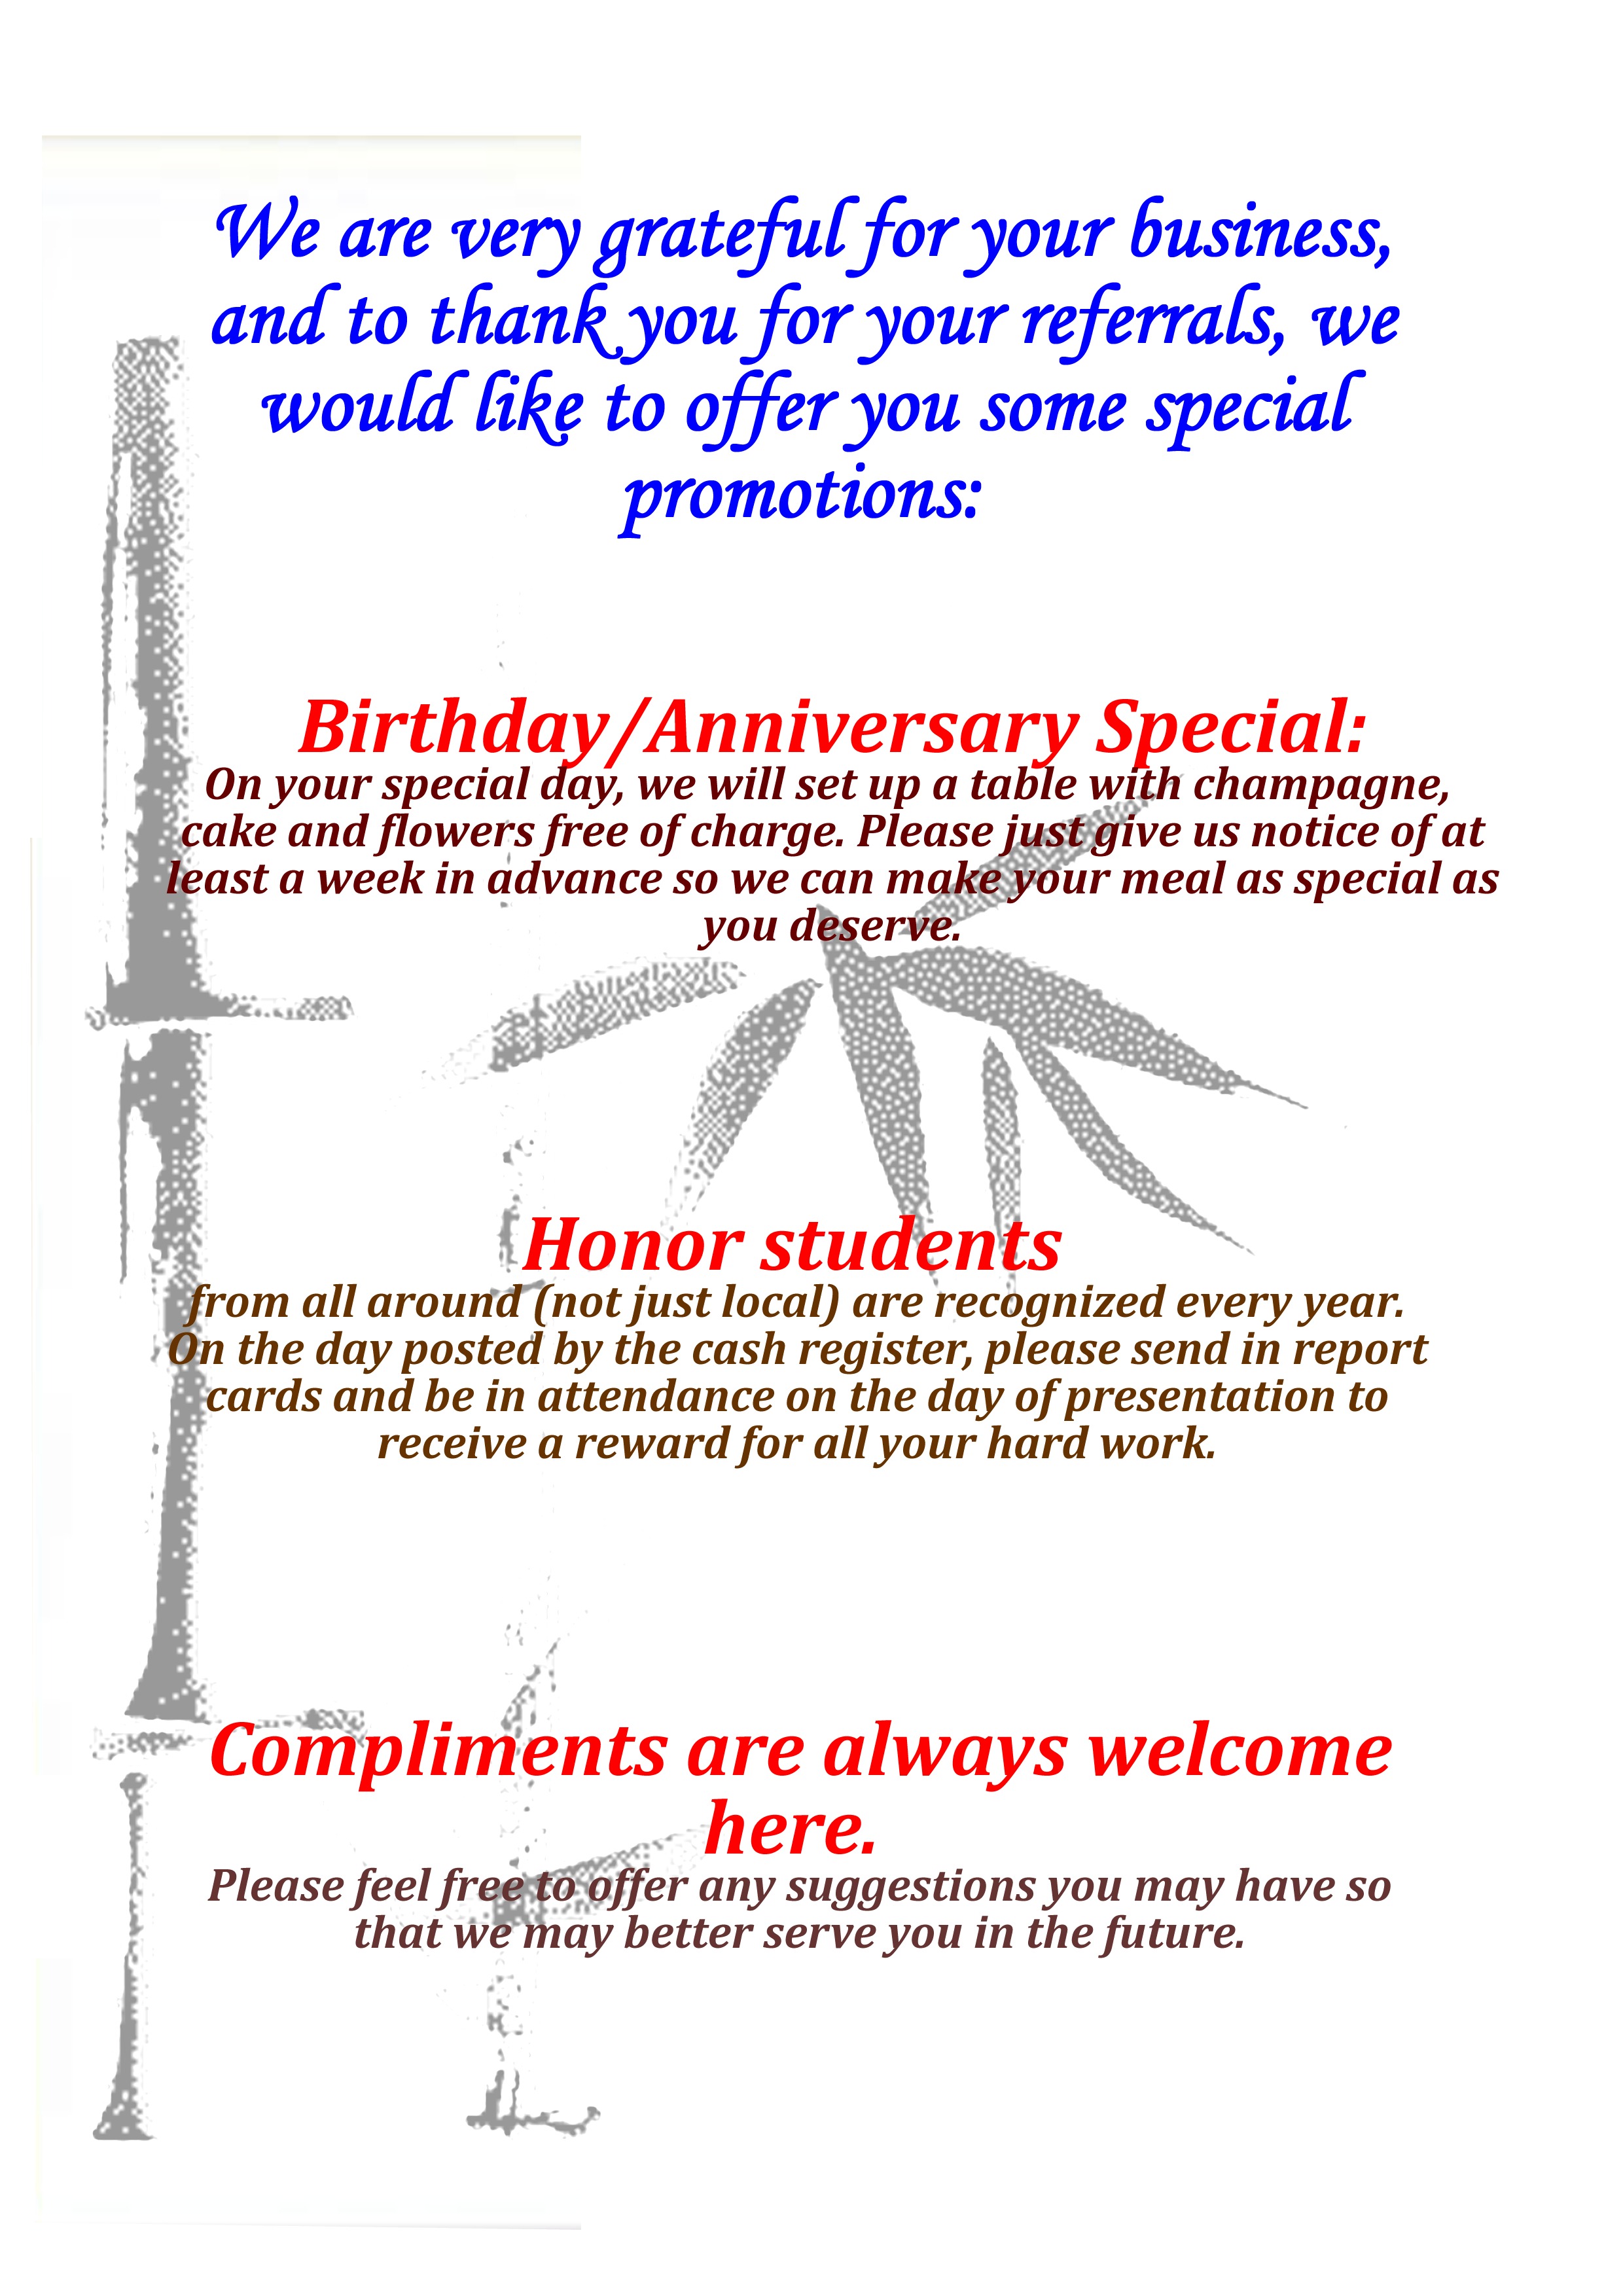 We are very grateful for your business,
and to thank you for your referrals, we
would like to offer you some special
promotions:
Birthday/Anniversary Special:
On your special day, we will set up a table with champagne,
cake and flowers free of charge. Please just give us notice of at
least a week in advance so we can make your meal as special as
you deserve.
Honor students
from all around (not just local) are recognized every year.
On the day posted by the cash register, please send in report
cards and be in attendance on the day of presentation to
receive a reward for all your hard work.
Compliments are always welcome
here.
Please feel free to offer any suggestions you may have so
that we may better serve you in the future.